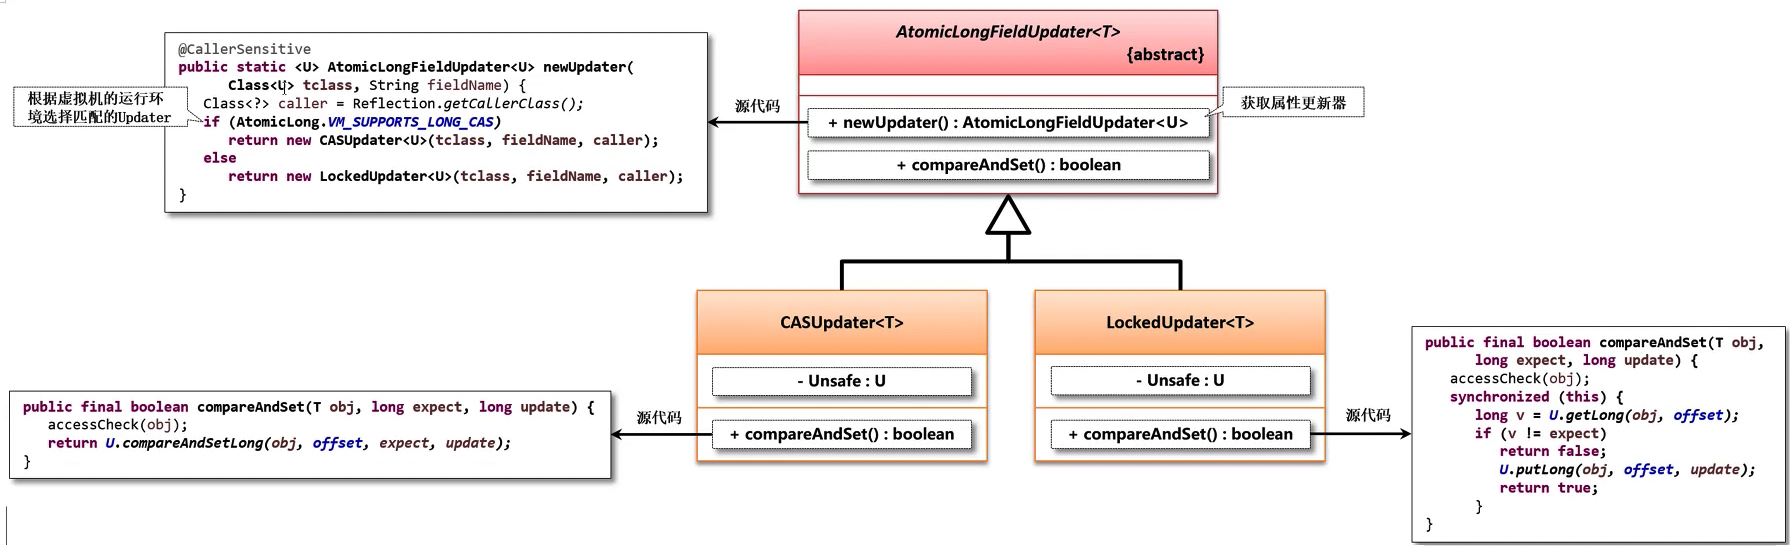 AtomicLongFieldUpdater<T>
{abstract}
+ newUpdater() : AtomicLongFieldUpdater<U>
+ compareAndSet() : boolean
获取属性更新器
源代码
@CallerSensitive
public static <U> AtomicLongFieldUpdater<U> newUpdater(
Class<U> tclass, String fieldName) {
Class<?> caller = Reflection.getCallerClass();
if (AtomicLong.VM_SUPPORTS_LONG_CAS)
return new CASUpdater<U>(tclass, fieldName, caller);
else
return new LockedUpdater<U>(tclass, fieldName, caller);
}
根据虚拟机的运行环
境选择匹配的Updater
CASUpdater<T>
- Unsafe : U
+ compareAndSet() : boolean
源代码
public final boolean compareAndSet(T obj, long expect, long update) {
accessCheck(obj);
return U.compareAndSetLong(obj, offset, expect, update);
}
LockedUpdater<T>
- Unsafe : U
+ compareAndSet() : boolean
源代码
public final boolean compareAndSet(T obj,
long expect, long update) {
accessCheck(obj);
synchronized (this) {
long v = U.getLong(obj, offset);
if (v != expect)
return false;
U.putLong(obj, offset, update);
return true;
}
}